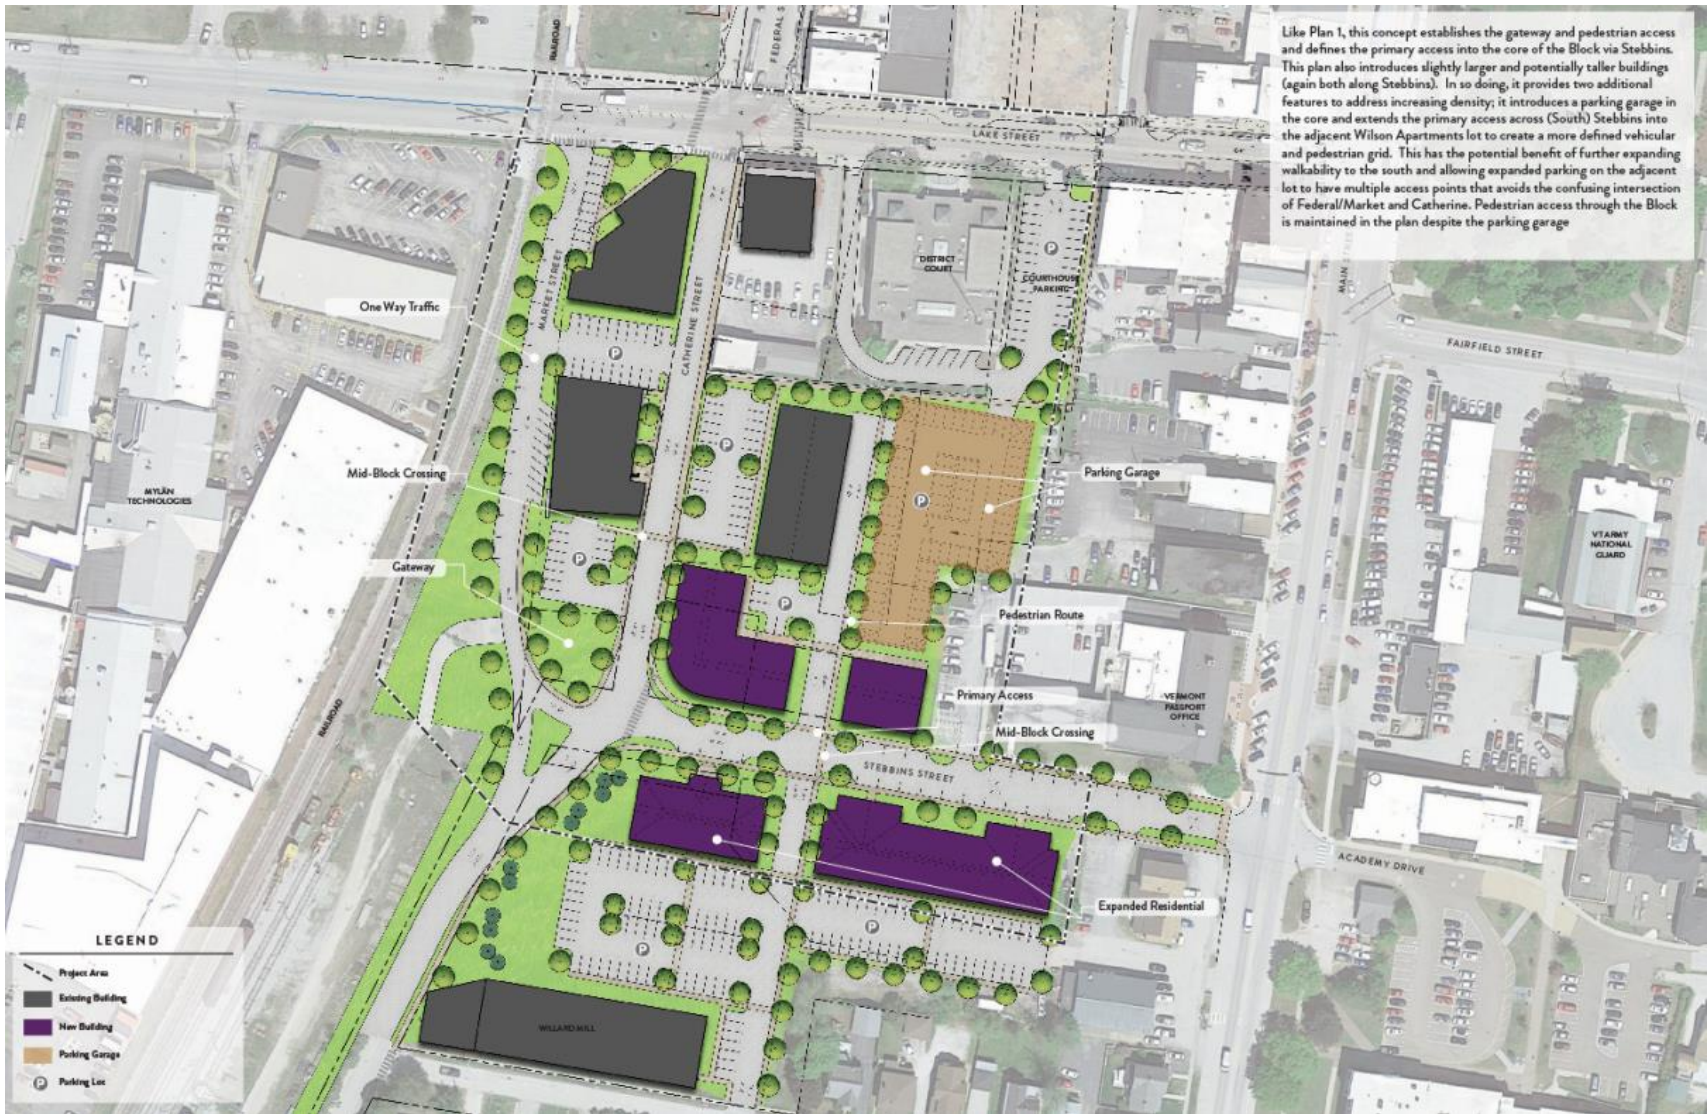 Like Plan 1, this concept establishes the gateway and pedestrian access
and defines the primary access into the core of the Block via Stebbins.
This plan also introduces slightly larger and potentially taller buildings
(again both along Stebbins). In so doing, it provides two additional
features to address increasing density; it introduces a parking garage in
the core and extends the primary access across (South) Stebbins into
the adjacent Wilson Apartments lot to create a more defined vehicular
and pedestrian grid. This has the potential benefit of further expanding
walkability to the south and allowing expanded parking on the adjacent
lot to have multiple access points that avoids the confusing intersection
of Federal/Market and Catherine. Pedestrian access through the Block
is maintained in the plan despite the parking garage
RAILROAD
FEDERAL S
LAKE STREET
DISTRICT
COURT
P
COURTHOUSE
PARKING
MAIN
FAIRFIELD STREET
One Way Traffic
MARKET STREET
CATHERINE STREET
P
P
Mid-Block Crossing
Parking Garage
P
MYLAN
TECHNOLOGIES
VT ARMY
NATIONAL
GUARD
P
Gateway
P
Pedestrian Route
Primary Access
VERMONT
PASSPORT
OFFICE
RAILROAD
Mid-Block Crossing
STEBBINS STREET
ACADEMY DRIVE
Expanded Residential
P
P
WILLARD MILL
LEGEND
Project Area
Existing Building
New Building
Parking Garage
P Parking Lot